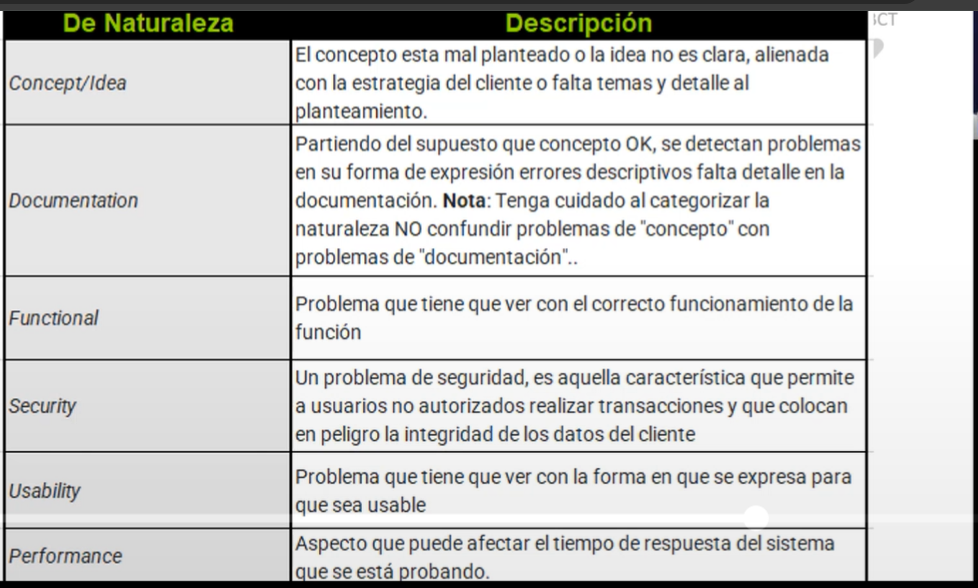 De Naturaleza Descripción
Concept/Idea
El concepto esta mal planteado o la idea no es clara, alienada
con la estrategia del cliente o falta temas y detalle al
planteamiento.
Documentation
Partiendo del supuesto que concepto OK, se detectan problemas
en su forma de expresión errores descriptivos falta detalle en la
documentación. Nota: Tenga cuidado al categorizar la
naturaleza NO confundir problemas de "concepto" con
problemas de "documentación"..
Functional
Problema que tiene que ver con el correcto funcionamiento de la
función
Security
Un problema de seguridad, es aquella característica que permite
a usuarios no autorizados realizar transacciones y que colocan
en peligro la integridad de los datos del cliente
Usability
Problema que tiene que ver con la forma en que se expresa para
que sea usable
Performance
Aspecto que puede afectar el tiempo de respuesta del sistema
que se está probando.